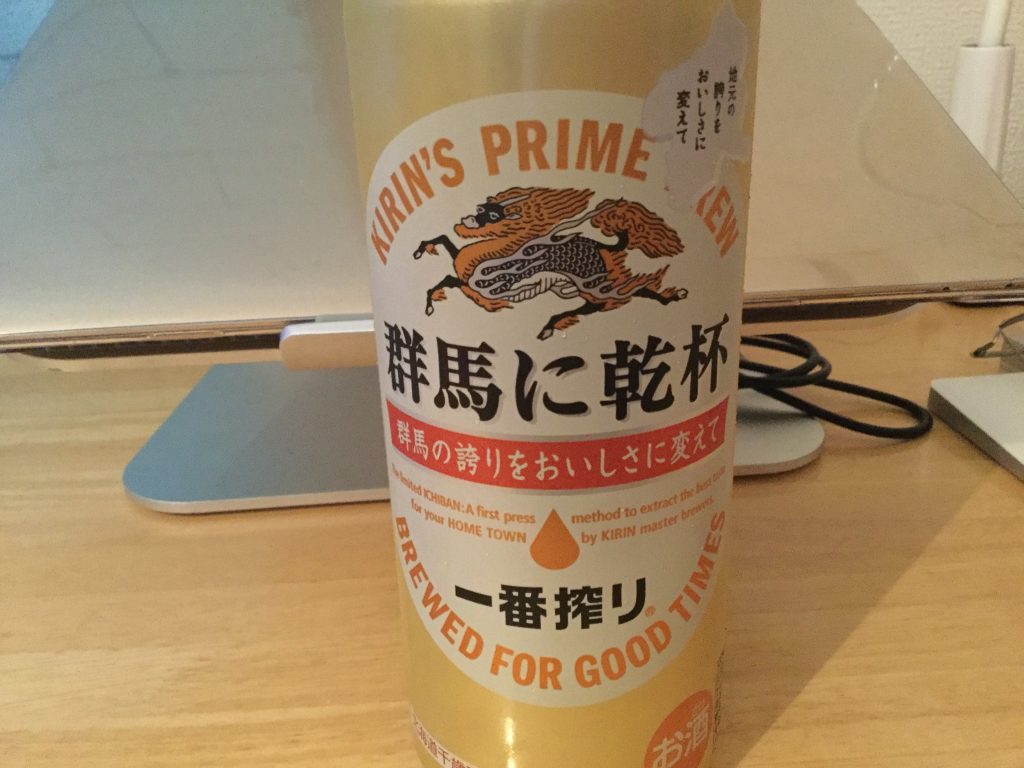 地元の
誇りを
おいしさに
変えて
KIRIN'S PRIME
群馬に乾杯
群馬の誇りをおいしさに変えて
limited ICHIBAN: A first press method to extract the best
for your HOME TOWN by KIRIN master brewers.
一番搾り®
BREWED FOR GOOD TIMES
お酒